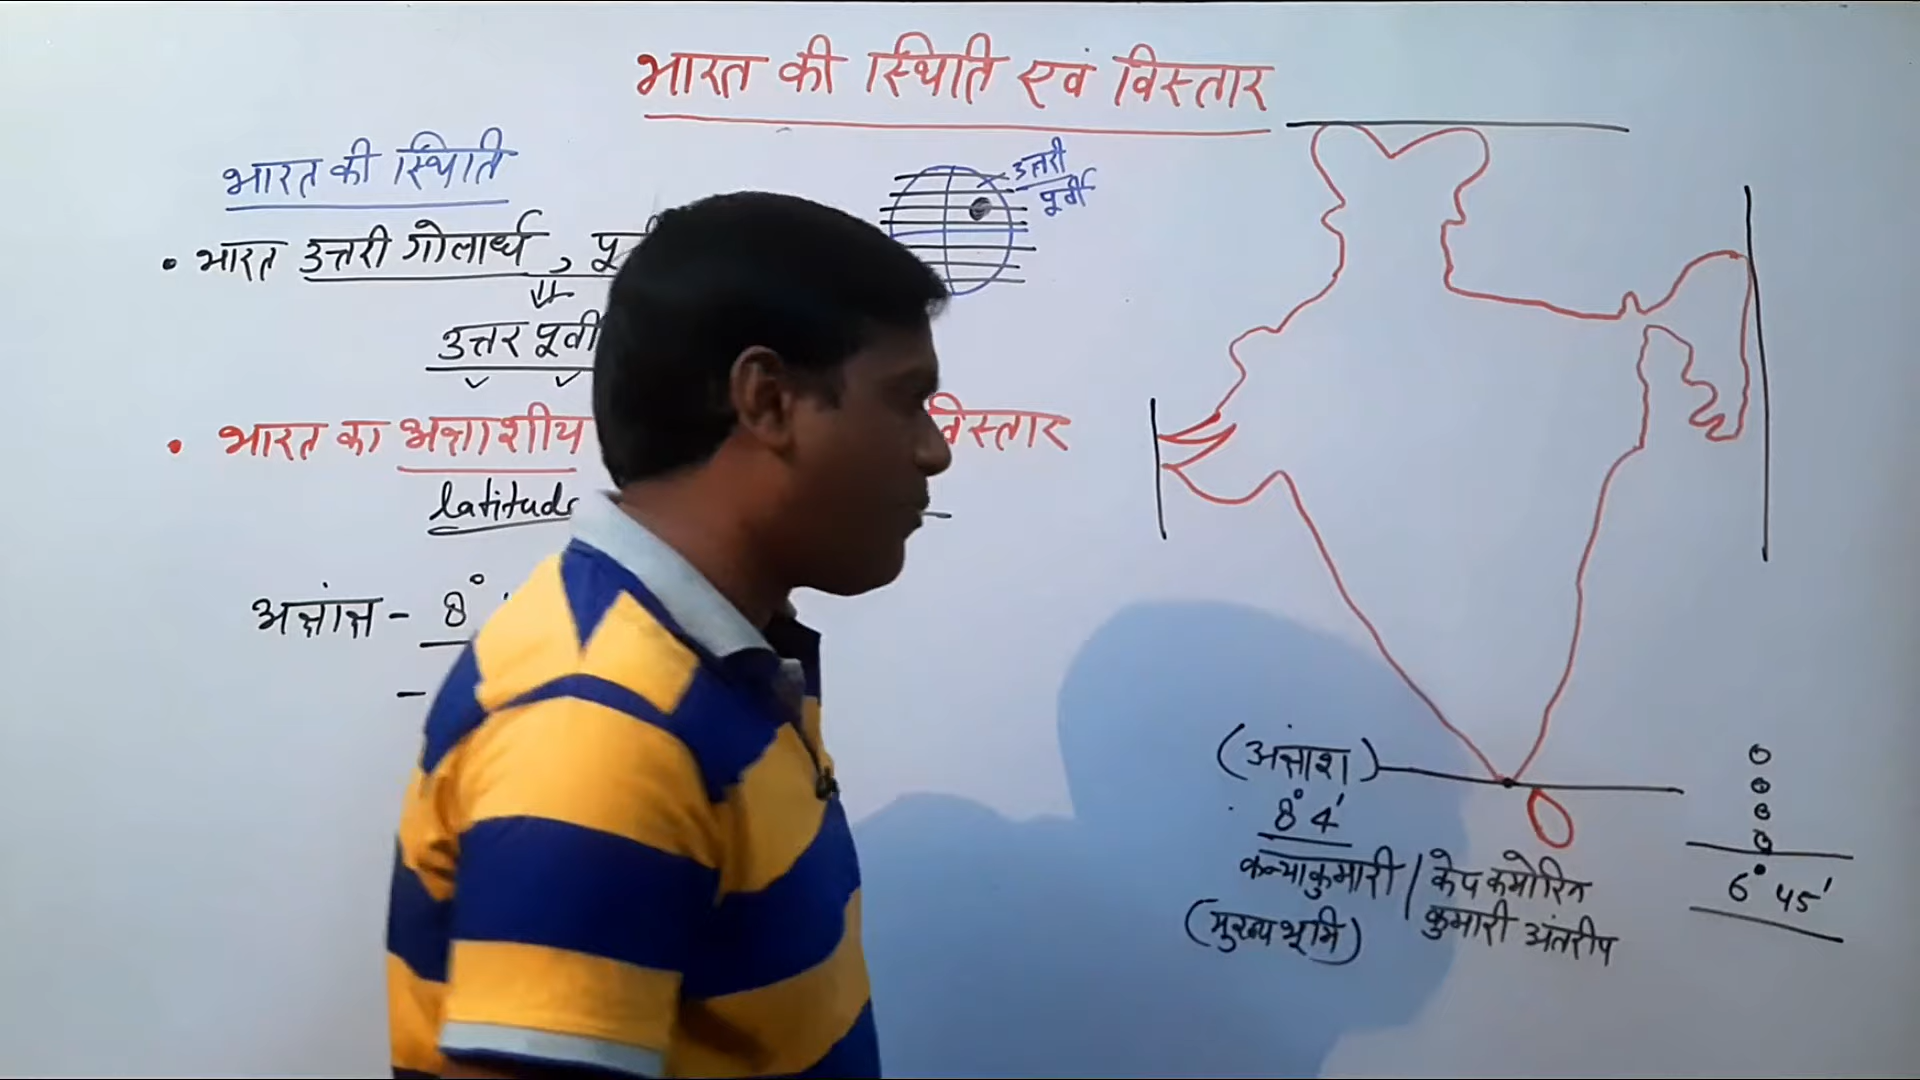 भारत की स्थिति एवं विस्तार
भारत की स्थिति
उत्तरी
पूर्वी
• भारत उत्तरी गोलार्ध ,
उत्तर पूर्वी
• भारत का अक्षाशीय विस्तार
latitude
अक्षांक्ष - 8°
-
(अक्षाश)
8° 4'
कन्याकुमारी / केप कमोरिन
(मुख्य भूमि) कुमारी अंतरीप
6° 45'